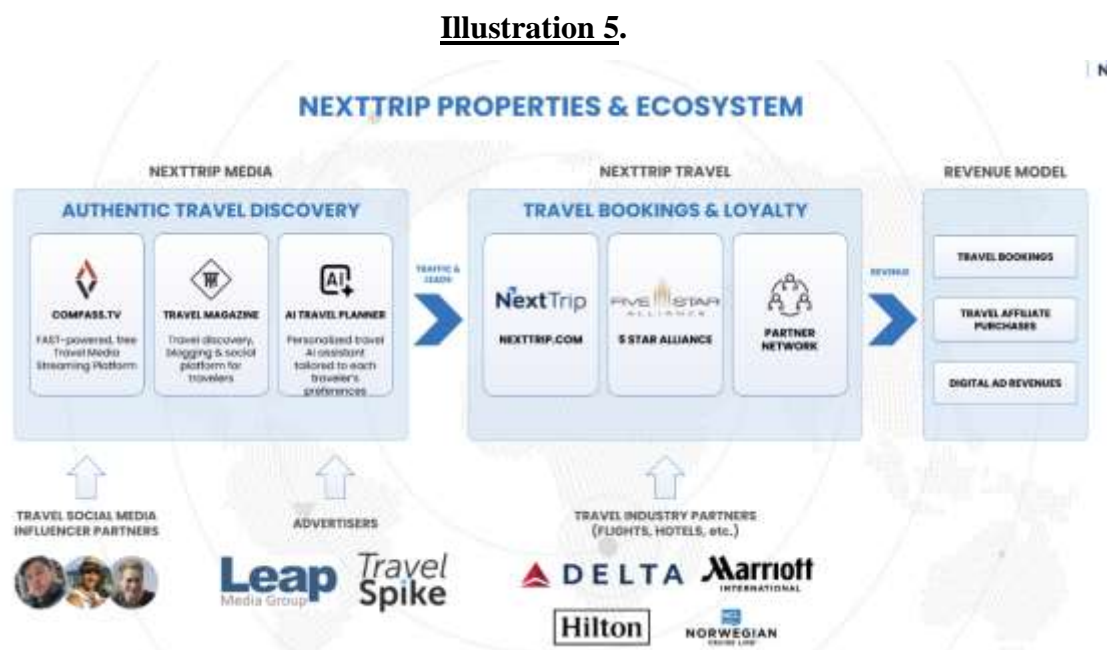 Illustration 5.
N
NEXTTRIP PROPERTIES & ECOSYSTEM
NEXTTRIP MEDIA
AUTHENTIC TRAVEL DISCOVERY
COMPASS.TV
FAST-powered, free
Travel Media
Streaming Platform
TM
TRAVEL MAGAZINE
Travel discovery,
blogging & social
platform for
travelers
AI
AI TRAVEL PLANNER
Personalized travel
AI assistant
tailored to each
traveler's
preferences
TRAFFIC &
LEADS
NEXTTRIP TRAVEL
TRAVEL BOOKINGS & LOYALTY
NextTrip
NEXTTRIP.COM
FIVE STAR
ALLIANCE
5 STAR ALLIANCE
PARTNER
NETWORK
REVENUE
REVENUE MODEL
TRAVEL BOOKINGS
TRAVEL AFFILIATE
PURCHASES
DIGITAL AD REVENUES
TRAVEL SOCIAL MEDIA
INFLUENCER PARTNERS
ADVERTISERS
Leap
Media Group
Travel
Spike
TRAVEL INDUSTRY PARTNERS
(FLIGHTS, HOTELS, etc.)
DELTA
Marriott
INTERNATIONAL
Hilton
NORWEGIAN
CRUISE LINE